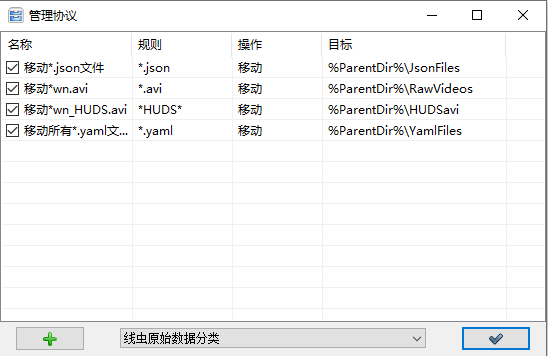 管理协议
名称 规则 操作 目标
移动*.json文件 *.json 移动 %ParentDir%\JsonFiles
移动*wn.avi *.avi 移动 %ParentDir%\RawVideos
移动*wn_HUDS.avi *HUDS* 移动 %ParentDir%\HUDSavi
移动所有*.yaml文... *.yaml 移动 %ParentDir%\YamlFiles
线虫原始数据分类